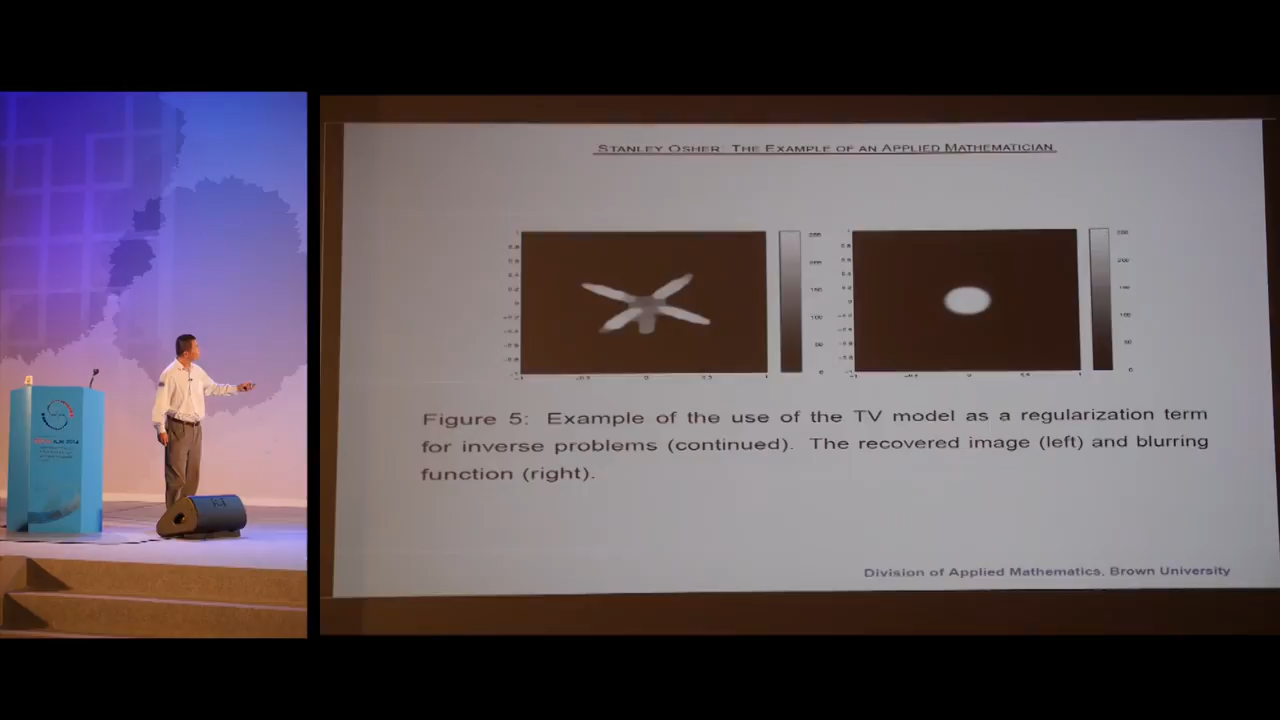 STANLEY OSHER: THE EXAMPLE OF AN APPLIED MATHEMATICIAN
Figure 5: Example of the use of the TV model as a regularization term
for inverse problems (continued). The recovered image (left) and blurring
function (right).
Division of Applied Mathematics, Brown University